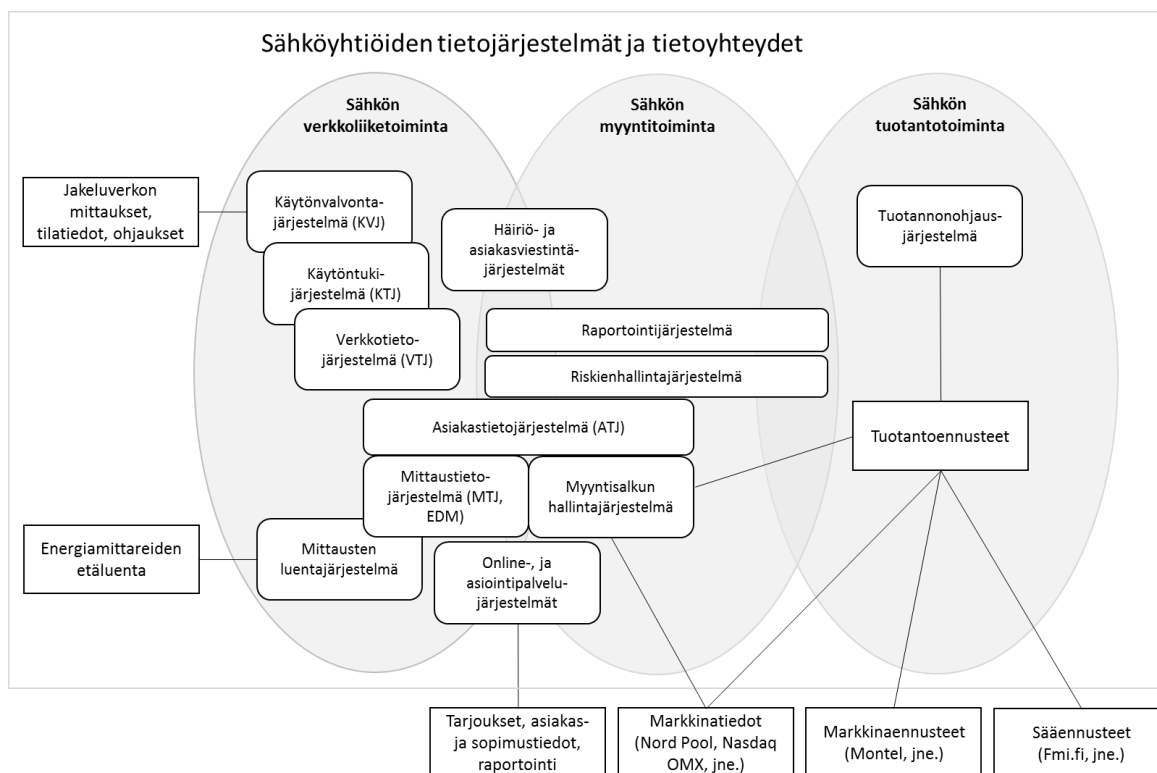 Sähköyhtiöiden tietojärjestelmät ja tietoyhteydet
Sähkön
verkkoliiketoiminta
Sähkön
myyntitoiminta
Sähkön
tuotantotoiminta
Jakeluverkon
mittaukset,
tilatiedot, ohjaukset
Käytönvalvonta-
järjestelmä (KVJ)
Häiriö- ja
asiakasviestintä-
järjestelmät
Tuotannonohjaus-
järjestelmä
Käytöntuki-
järjestelmä (KTJ)
Verkkotieto-
järjestelmä (VTJ)
Raportointijärjestelmä
Riskienhallintajärjestelmä
Asiakastietojärjestelmä (ATJ)
Tuotantoennusteet
Mittaustieto-
järjestelmä (MTJ,
EDM)
Myyntisalkun
hallintajärjestelmä
Energiamittareiden
etäluenta
Mittausten
luentajärjestelmä
Online-, ja
asiointipalvelu-
järjestelmät
Tarjoukset, asiakas-
ja sopimustiedot,
raportointi
Markkinatiedot
(Nord Pool, Nasdaq
OMX, jne.)
Markkinaennusteet
(Montel, jne.)
Sääennusteet
(Fmi.fi, jne.)